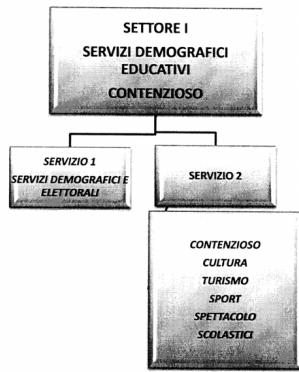 SETTORE I
SERVIZI DEMOGRAFICI
EDUCATIVI
CONTENZIOSO
SERVIZIO 1
SERVIZI DEMOGRAFICI E
ELETTORALI
SERVIZIO 2
CONTENZIOSO
CULTURA
TURISMO
SPORT
SPETTACOLO
SCOLASTICI